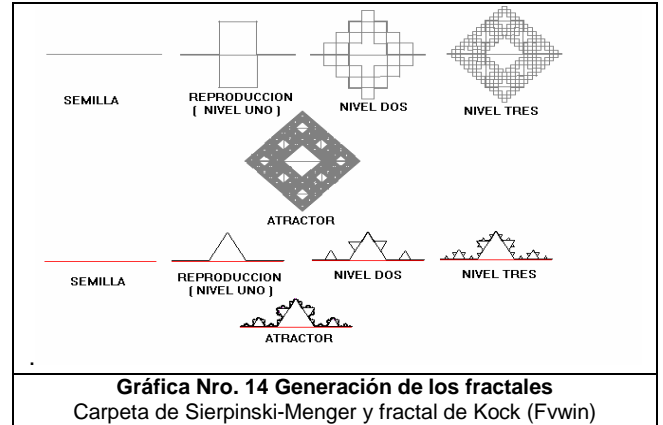 SEMILLA
REPRODUCCION
( NIVEL UNO )
NIVEL DOS
NIVEL TRES
ATRACTOR
SEMILLA
REPRODUCCION
( NIVEL UNO )
NIVEL DOS
NIVEL TRES
ATRACTOR
.
Gráfica Nro. 14 Generación de los fractales
Carpeta de Sierpinski-Menger y fractal de Kock (Fvwin)